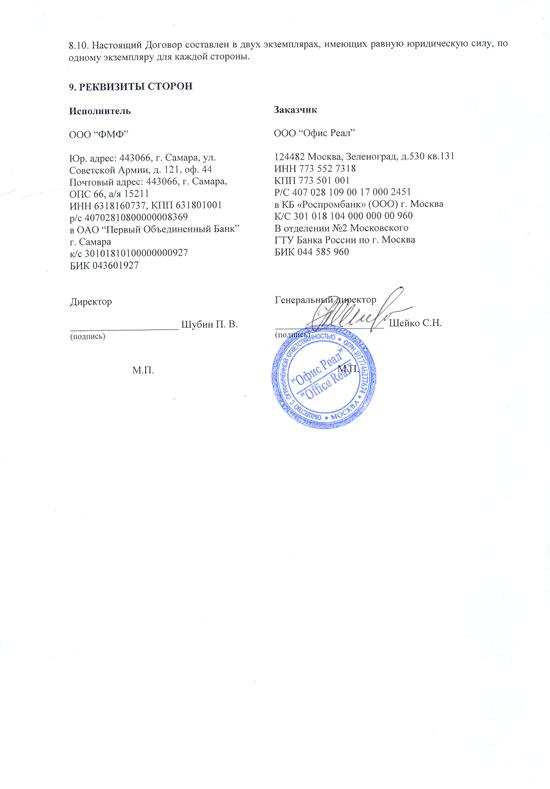 8.10. Настоящий Договор составлен в двух экземплярах, имеющих равную юридическую силу, по
одному экземпляру для каждой стороны.
9. РЕКВИЗИТЫ СТОРОН
Исполнитель
ООО “ФМФ”
Юр. адрес: 443066, г. Самара, ул.
Советской Армии, д. 121, оф. 44
Почтовый адрес: 443066, г. Самара,
ОПС 66, а/я 15211
ИНН 6318160737, КПП 631801001
р/с 40702810800000008369
в ОАО “Первый Объединенный Банк”
г. Самара
к/с 30101810100000000927
БИК 043601927
Директор
Шубин П. В.
(подпись)
М.П.
Заказчик
ООО “Офис Реал”
124482 Москва, Зеленоград, д.530 кв.131
ИНН 773 552 7318
КПП 773 501 001
Р/С 407 028 109 00 17 000 2451
в КБ «Роспромбанк» (ООО) г. Москва
К/С 301 018 104 000 000 00 960
В отделении №2 Московского
ГТУ Банка России по г. Москва
БИК 044 585 960
Генеральный директор
Шейко С.Н.
(подпись)
М.П.
"Офис Реал"
"Office Real"
ОБЩЕСТВО С ОГРАНИЧЕННОЙ ОТВЕТСТВЕННОСТЬЮ
МОСКВА